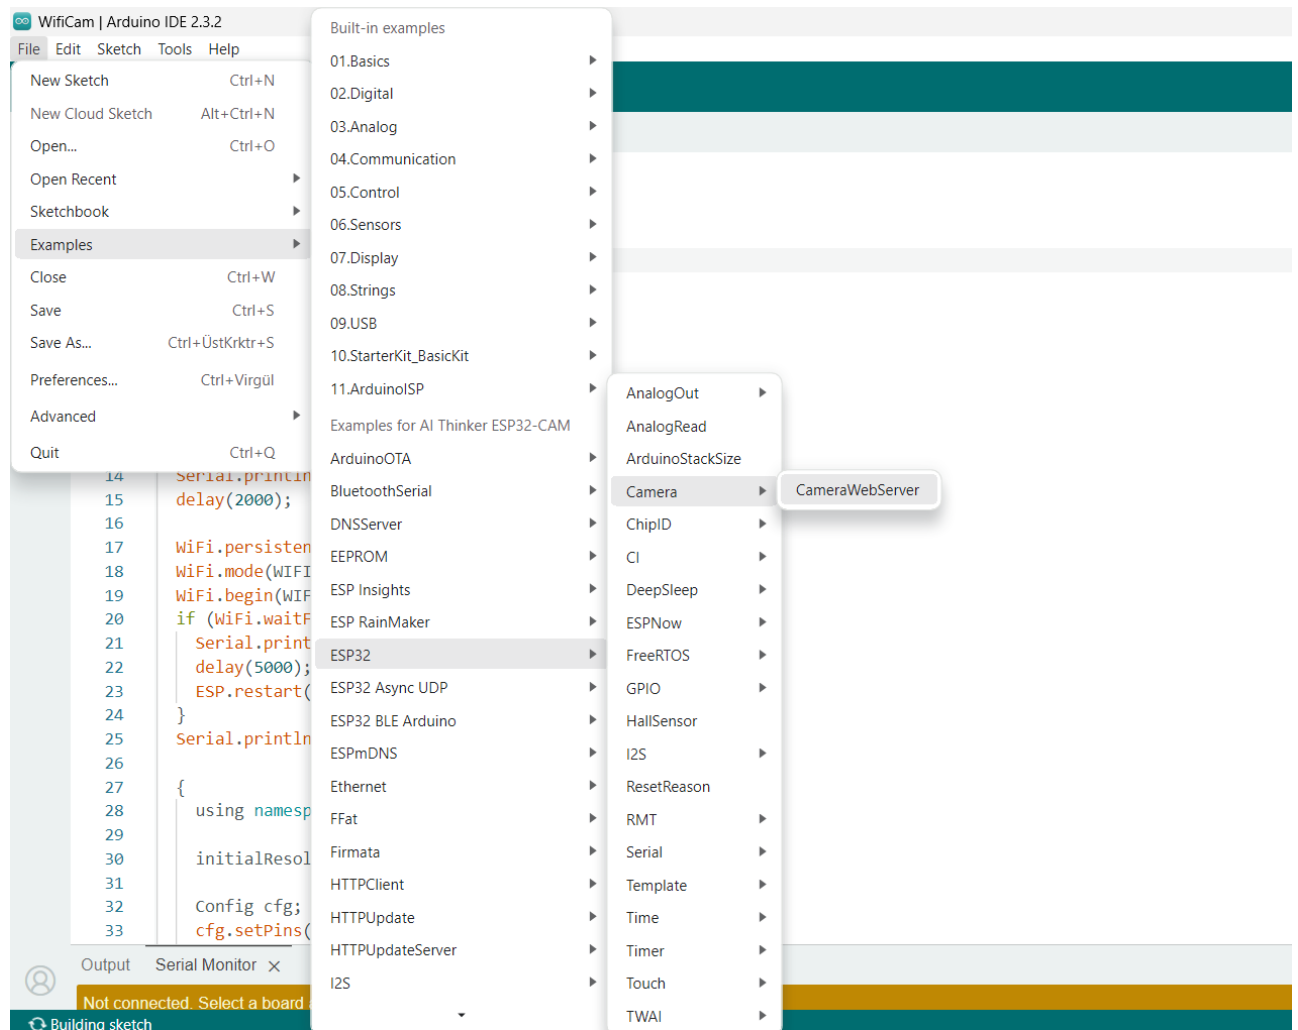 WifiCam | Arduino IDE 2.3.2
File Edit Sketch Tools Help
New Sketch Ctrl+N
New Cloud Sketch Alt+Ctrl+N
Open... Ctrl+O
Open Recent
Sketchbook
Examples
Close Ctrl+W
Save Ctrl+S
Save As... Ctrl+ÜstKrktr+S
Preferences... Ctrl+Virgül
Advanced
Quit Ctrl+Q
Built-in examples
01.Basics
02.Digital
03.Analog
04.Communication
05.Control
06.Sensors
07.Display
08.Strings
09.USB
10.StarterKit_BasicKit
11.ArduinoISP
Examples for AI Thinker ESP32-CAM
ArduinoOTA
BluetoothSerial
DNSServer
EEPROM
ESP Insights
ESP RainMaker
ESP32
ESP32 Async UDP
ESP32 BLE Arduino
ESPmDNS
Ethernet
FFat
Firmata
HTTPClient
HTTPUpdate
HTTPUpdateServer
I2S
AnalogOut
AnalogRead
ArduinoStackSize
Camera
ChipID
CI
DeepSleep
ESPNow
FreeRTOS
GPIO
HallSensor
I2S
ResetReason
RMT
Serial
Template
Time
Timer
Touch
TWAI
CameraWebServer
14 Serial.println
15 delay(2000);
16
17 WiFi.persisten
18 WiFi.mode(WIFI
19 WiFi.begin(WIF
20 if (WiFi.waitF
21 Serial.print
22 delay(5000);
23 ESP.restart(
24 }
25 Serial.println
26
27 {
28 using namesp
29
30 initialResol
31
32 Config cfg;
33 cfg.setPins(
Output Serial Monitor
Not connected. Select a board
Building sketch